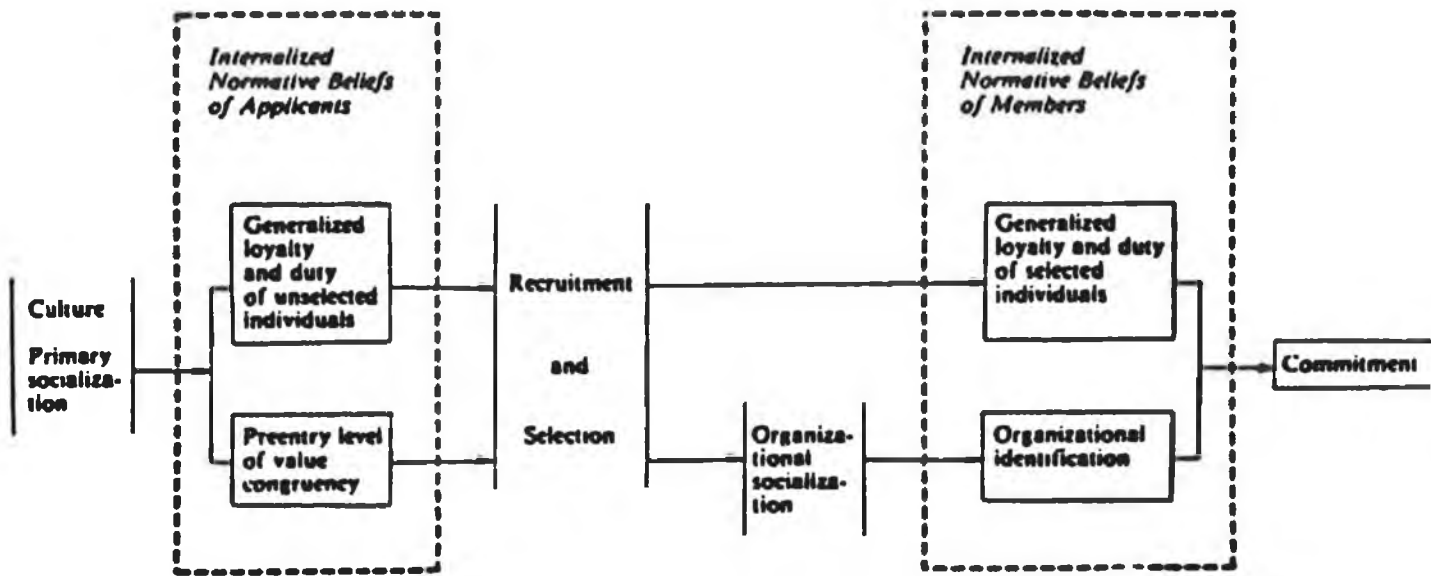 Internalized
Normative Beliefs
of Applicants
Internalized
Normative Beliefs
of Members
Culture
Primary
socializa-
tion
Generalized
loyalty
and duty
of unselected
individuals
Preentry level
of value
congruency
Recruitment
and
Selection
Organiza-
tional
socializa-
tion
Generalized
loyalty and duty
of selected
individuals
Organizational
identification
Commitment